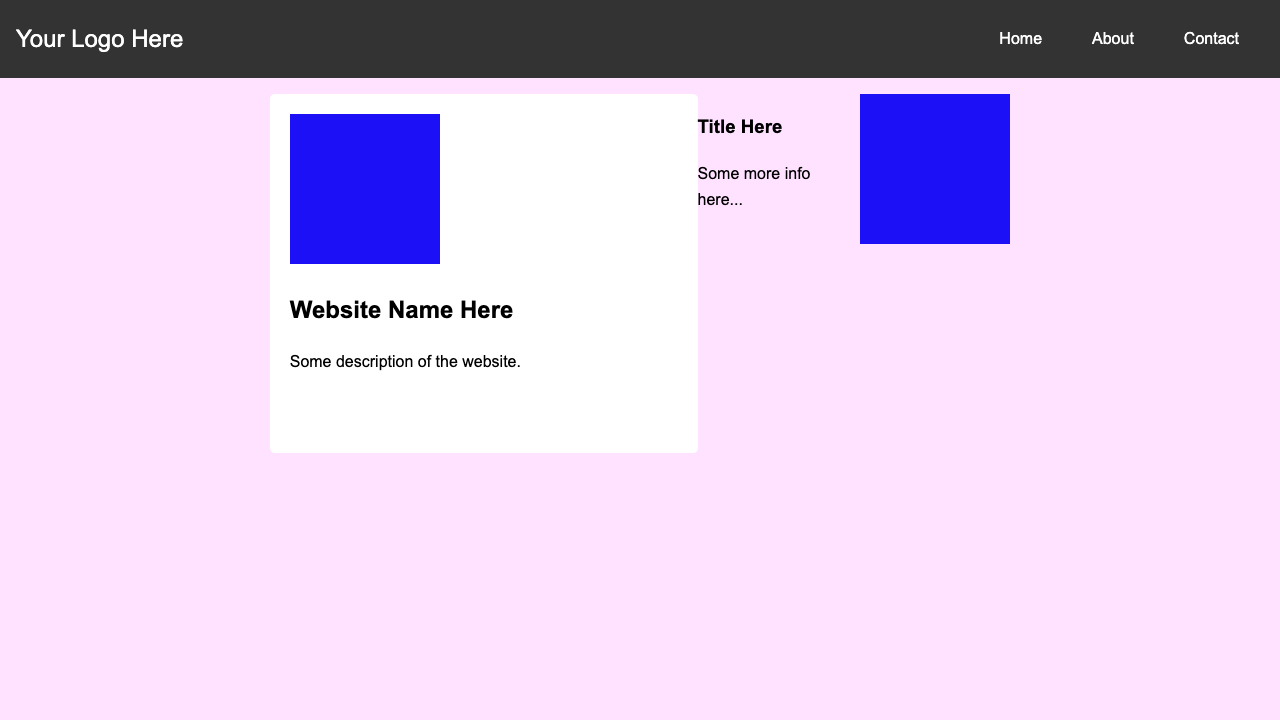 Your Logo Here
Home About Contact
Website Name Here
Some description of the website.
Title Here
Some more info
here...